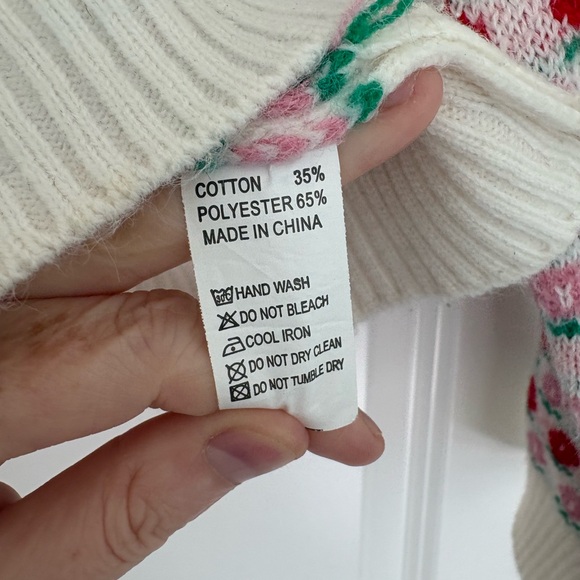 COTTON 35%
POLYESTER 65%
MADE IN CHINA
HAND WASH
DO NOT BLEACH
COOL IRON
DO NOT DRY CLEAN
DO NOT TUMBLE DRY